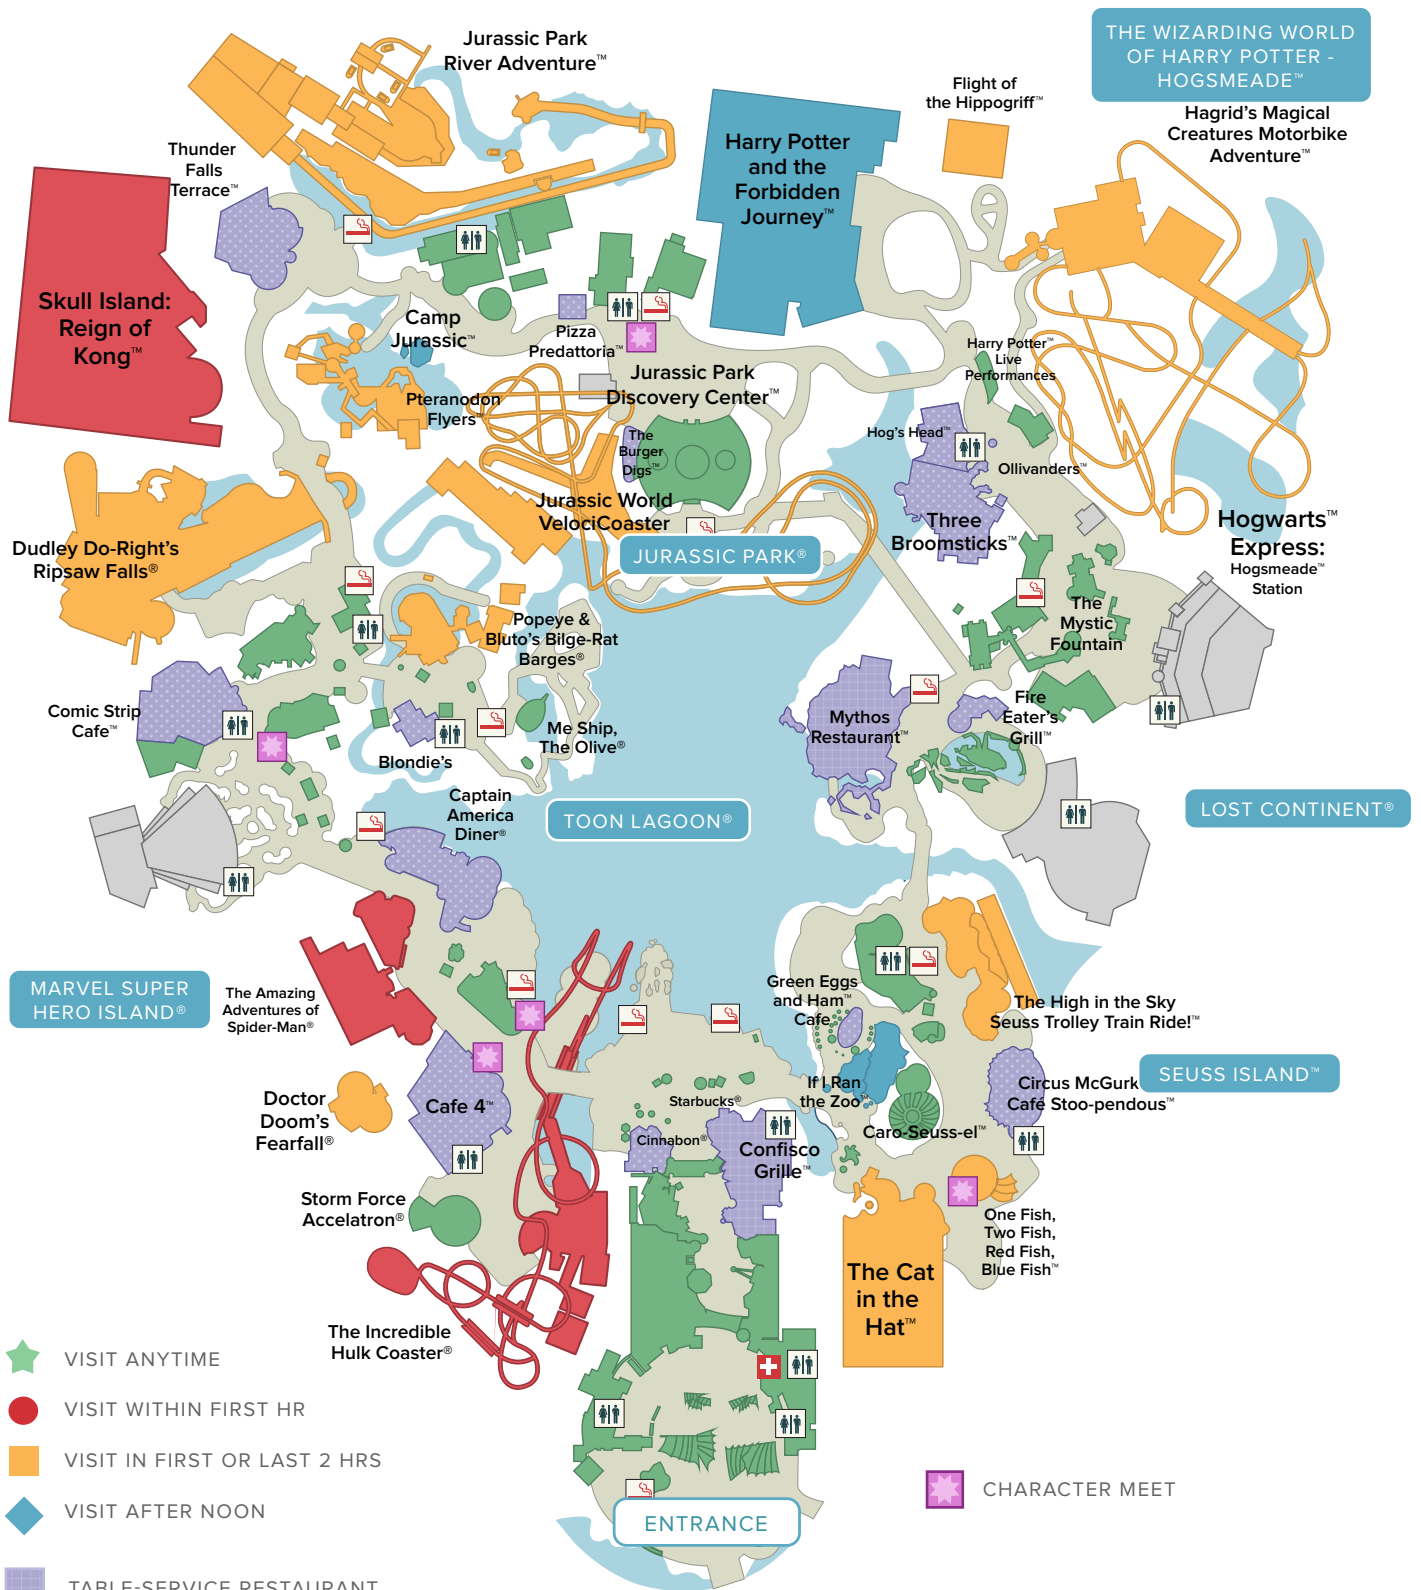 THE WIZARDING WORLD
OF HARRY POTTER -
HOGSMEADE™
Jurassic Park
River Adventure™
Flight of
the Hippogriff™
Hagrid's Magical
Creatures Motorbike
Adventure™
Harry Potter
and the
Forbidden
Journey™
Thunder
Falls
Terrace™
Skull Island:
Reign of
Kong™
Camp
Jurassic™
Pizza
Predattoria™
Harry Potter™
Live
Performances
Jurassic Park
Discovery Center™
Pteranodon
Flyers™
The
Burger
Digs™
Hog's Head™
Ollivanders™
Jurassic World
VelociCoaster
Three
Broomsticks™
Hogwarts™
Express:
Hogsmeade™
Station
Dudley Do-Right's
Ripsaw Falls®
JURASSIC PARK®
The
Mystic
Fountain
Popeye &
Bluto's Bilge-Rat
Barges®
Comic Strip
Cafe™
Mythos
Restaurant™
Fire
Eater's
Grill™
Me Ship,
The Olive®
Blondie's
Captain
America
Diner®
TOON LAGOON®
LOST CONTINENT®
MARVEL SUPER
HERO ISLAND®
The Amazing
Adventures of
Spider-Man®
Green Eggs
and Ham™
Cafe
The High in the Sky
Seuss Trolley Train Ride!™
SEUSS ISLAND™
Circus McGurk
Café Stoo-pendous™
If I Ran
the Zoo™
Starbucks®
Doctor
Doom's
Fearfall®
Cafe 4™
Caro-Seuss-el™
Cinnabon®
Confisco
Grille™
Storm Force
Accelatron®
One Fish,
Two Fish,
Red Fish,
Blue Fish™
The Cat
in the
Hat™
The Incredible
Hulk Coaster®
VISIT ANYTIME
VISIT WITHIN FIRST HR
VISIT IN FIRST OR LAST 2 HRS
VISIT AFTER NOON
CHARACTER MEET
ENTRANCE
TABLE-SERVICE RESTAURANT